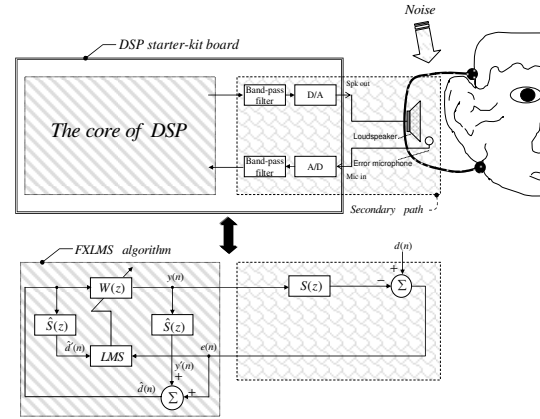 Noise
DSP starter-kit board
The core of DSP
Band-pass
filter
D/A
Spk out
Loudspeaker
Error microphone
Band-pass
filter
A/D
Mic in
Secondary path
FXLMS algorithm
W(z)
y(n)
S(z)
d(n)
+
−
Σ
Ŝ(z)
Ŝ(z)
d̂'(n)
LMS
e(n)
y'(n)
d̂(n)
+
+
Σ